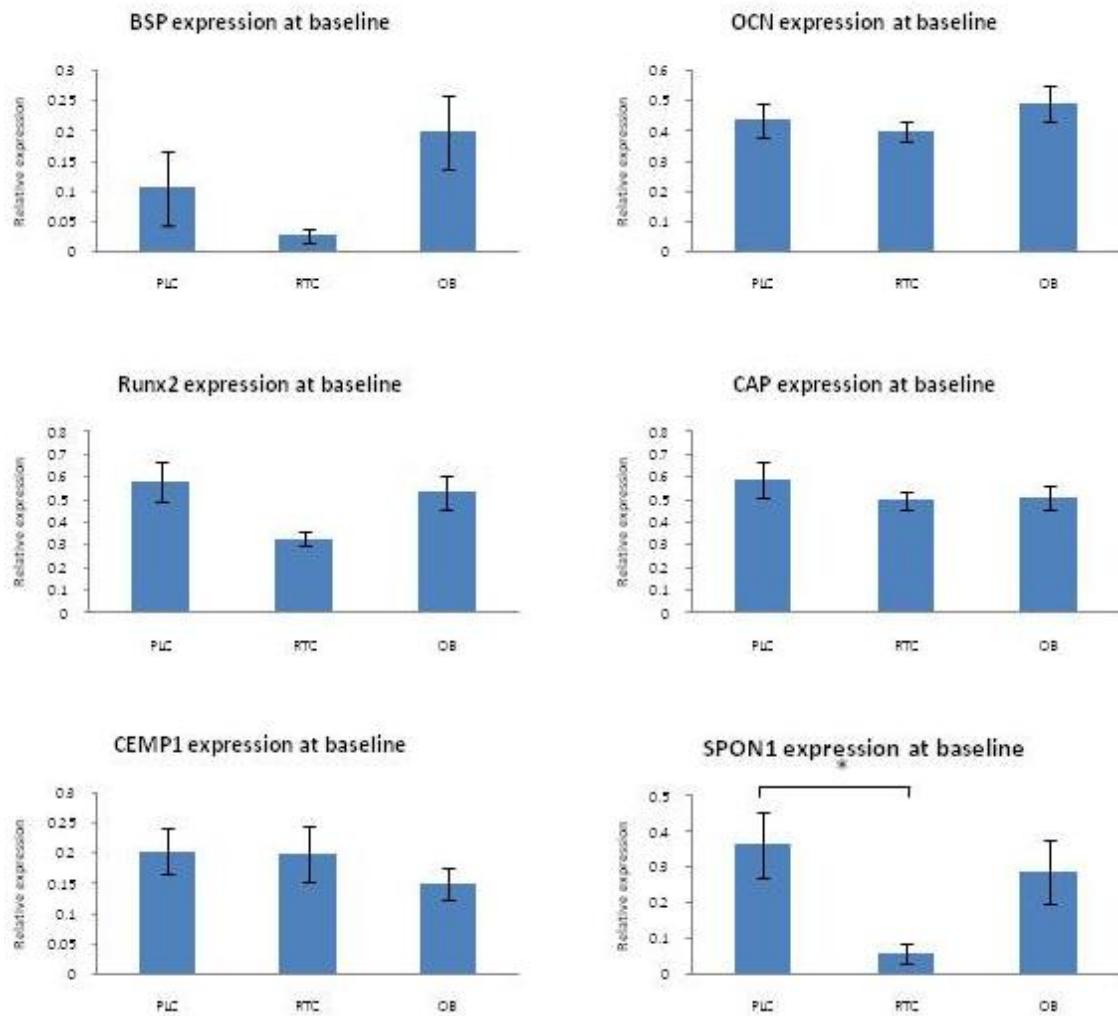 BSP expression at baseline
Relative expression
0.3
0.25
0.2
0.15
0.1
0.05
0
PLC RTC OB
OCN expression at baseline
Relative expression
0.6
0.5
0.4
0.3
0.2
0.1
0
PLC RTC OB
Runx2 expression at baseline
Relative expression
0.8
0.7
0.6
0.5
0.4
0.3
0.2
0.1
0
PLC RTC OB
CAP expression at baseline
Relative expression
0.8
0.7
0.6
0.5
0.4
0.3
0.2
0.1
0
PLC RTC OB
CEMP1 expression at baseline
Relative expression
0.3
0.25
0.2
0.15
0.1
0.05
0
PLC RTC OB
SPON1 expression at baseline
*
Relative expression
0.5
0.4
0.3
0.2
0.1
0
PLC RTC OB